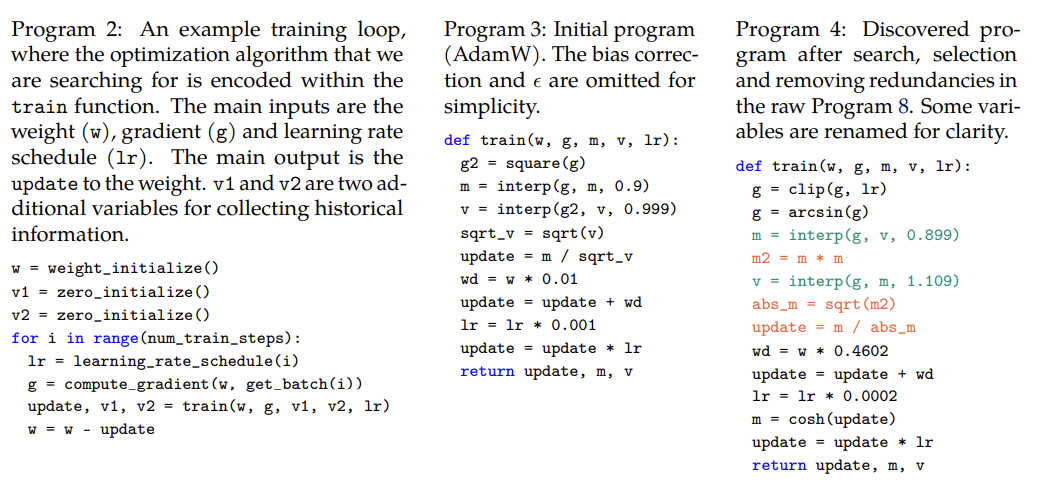 Program 2: An example training loop,
where the optimization algorithm that we
are searching for is encoded within the
train function. The main inputs are the
weight (w), gradient (g) and learning rate
schedule (lr). The main output is the
update to the weight. v1 and v2 are two ad-
ditional variables for collecting historical
information.
w = weight_initialize()
v1 = zero_initialize()
v2 = zero_initialize()
for i in range(num_train_steps):
  lr = learning_rate_schedule(i)
  g = compute_gradient(w, get_batch(i))
  update, v1, v2 = train(w, g, v1, v2, lr)
  w = w - update
Program 3: Initial program
(AdamW). The bias correc-
tion and ϵ are omitted for
simplicity.
def train(w, g, m, v, lr):
  g2 = square(g)
  m = interp(g, m, 0.9)
  v = interp(g2, v, 0.999)
  sqrt_v = sqrt(v)
  update = m / sqrt_v
  wd = w * 0.01
  update = update + wd
  lr = lr * 0.001
  update = update * lr
  return update, m, v
Program 4: Discovered pro-
gram after search, selection
and removing redundancies in
the raw Program 8. Some vari-
ables are renamed for clarity.
def train(w, g, m, v, lr):
  g = clip(g, lr)
  g = arcsin(g)
  m = interp(g, v, 0.899)
  m2 = m * m
  v = interp(g, m, 1.109)
  abs_m = sqrt(m2)
  update = m / abs_m
  wd = w * 0.4602
  update = update + wd
  lr = lr * 0.0002
  m = cosh(update)
  update = update * lr
  return update, m, v